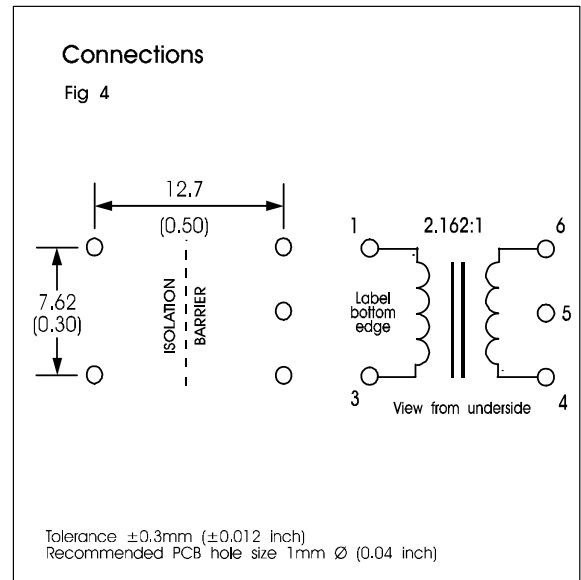 Connections
Fig 4
12.7
(0.50)
7.62
(0.30)
ISOLATION
BARRIER
1
2.162:1
6
Label
bottom
edge
5
3
4
View from underside
Tolerance ±0.3mm (±0.012 inch)
Recommended PCB hole size 1mm Ø (0.04 inch)